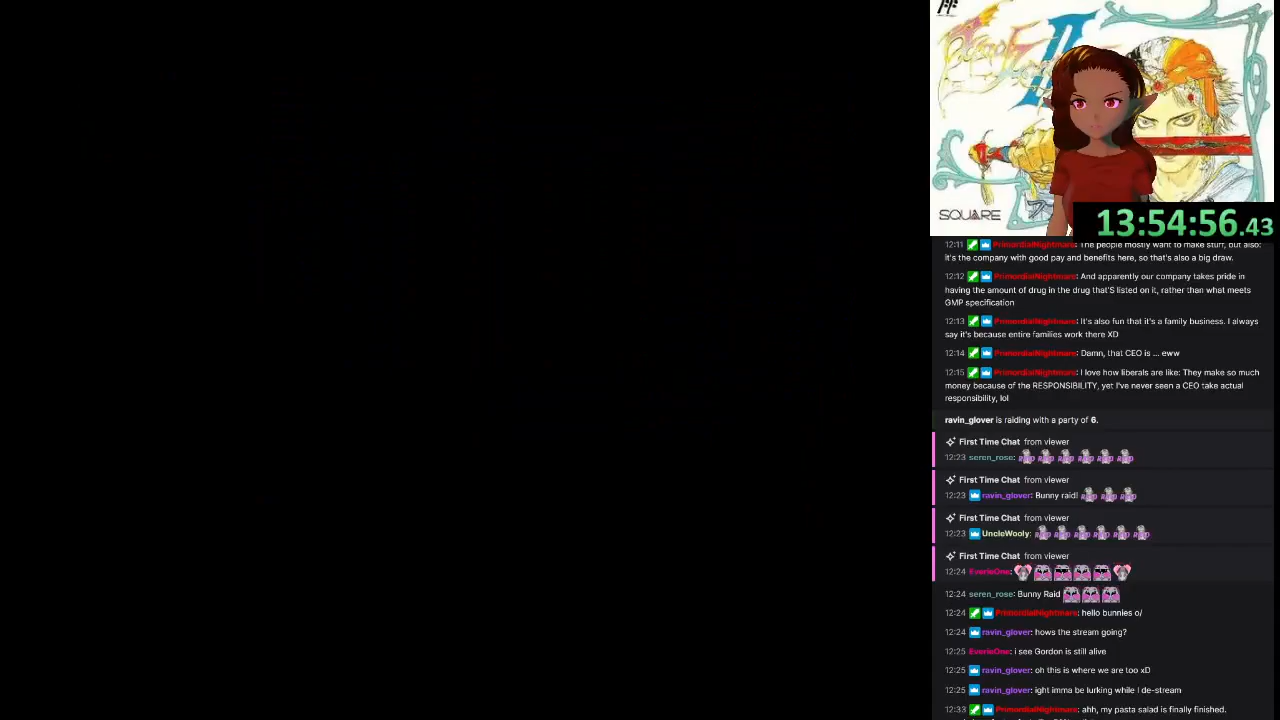 II
SQUARE
13:54:56.43
12:11 PrimordialNightmare: The people mostly want to make stuff, but also:
it's the company with good pay and benefits here, so that's also a big draw.
12:12 PrimordialNightmare: And apparently our company takes pride in
having the amount of drug in the drug that'S listed on it, rather than what meets
GMP specification
12:13 PrimordialNightmare: It's also fun that it's a family business. I always
say it's because entire families work there XD
12:14 PrimordialNightmare: Damn, that CEO is ... eww
12:15 PrimordialNightmare: I love how liberals are like: They make so much
money because of the RESPONSIBILITY, yet I've never seen a CEO take actual
responsibility, lol
ravin_glover is raiding with a party of 6.
First Time Chat from viewer
12:23 seren_rose:
First Time Chat from viewer
12:23 ravin_glover: Bunny raid!
First Time Chat from viewer
12:23 UncleWooly:
First Time Chat from viewer
12:24 EverieOne:
12:24 seren_rose: Bunny Raid
12:24 PrimordialNightmare: hello bunnies o/
12:24 ravin_glover: hows the stream going?
12:25 EverieOne: i see Gordon is still alive
12:25 ravin_glover: oh this is where we are too xD
12:25 ravin_glover: ight imma be lurking while I de-stream
12:33 PrimordialNightmare: ahh, my pasta salad is finally finished.